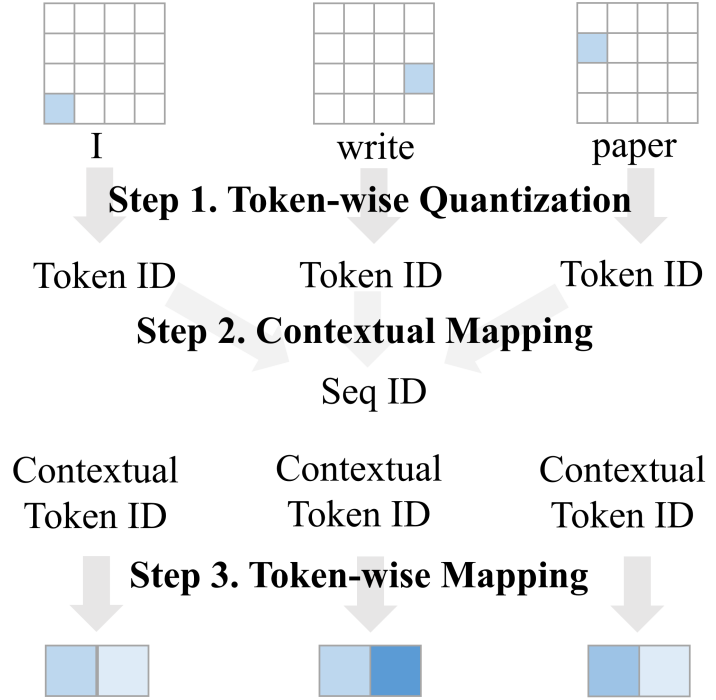 I write paper
Step 1. Token-wise Quantization
Token ID Token ID Token ID
Step 2. Contextual Mapping
Seq ID
Contextual Contextual Contextual
Token ID Token ID Token ID
Step 3. Token-wise Mapping